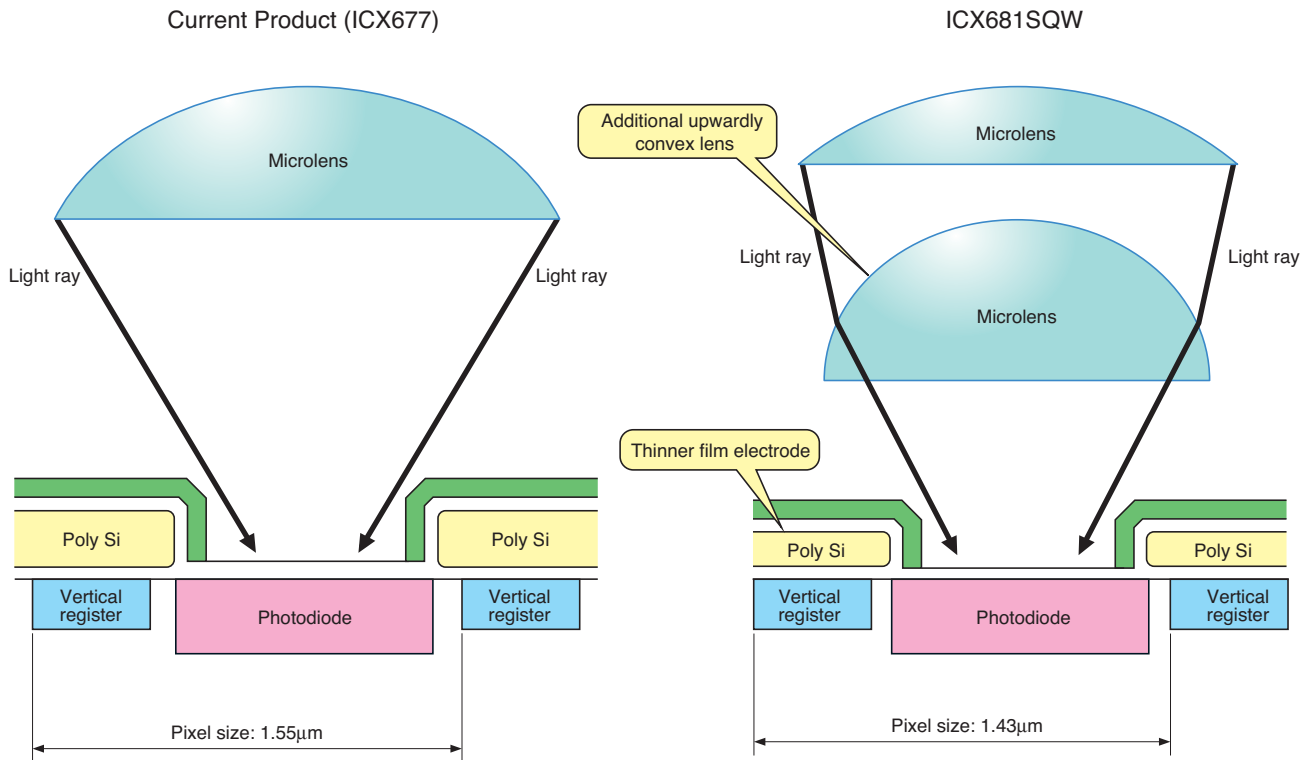 Current Product (ICX677)
Microlens
Light ray
Light ray
Poly Si
Poly Si
Vertical
register
Photodiode
Vertical
register
Pixel size: 1.55μm
ICX681SQW
Additional upwardly
convex lens
Microlens
Light ray
Light ray
Microlens
Thinner film electrode
Poly Si
Poly Si
Vertical
register
Photodiode
Vertical
register
Pixel size: 1.43μm